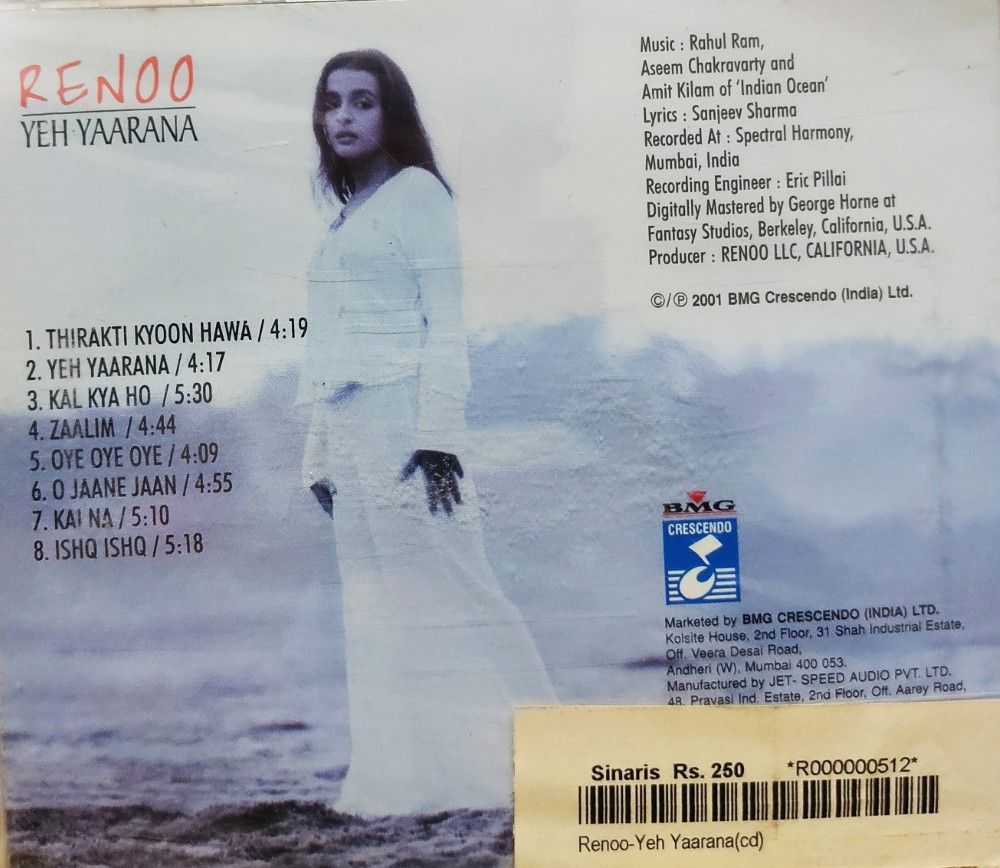 RENOO
YEH YAARANA
Music : Rahul Ram,
Aseem Chakravarty and
Amit Kilam of ‘Indian Ocean’
Lyrics : Sanjeev Sharma
Recorded At : Spectral Harmony,
Mumbai, India
Recording Engineer : Eric Pillai
Digitally Mastered by George Horne at
Fantasy Studios, Berkeley, California, U.S.A.
Producer : RENOO LLC, CALIFORNIA, U.S.A.
©/℗ 2001 BMG Crescendo (India) Ltd.
1. THIRAKTI KYOON HAWA / 4:19
2. YEH YAARANA / 4:17
3. KAL KYA HO / 5:30
4. ZAALIM / 4:44
5. OYE OYE OYE / 4:09
6. O JAANE JAAN / 4:55
7. KAI NA / 5:10
8. ISHQ ISHQ / 5:18
BMG
CRESCENDO
Marketed by BMG CRESCENDO (INDIA) LTD.
Kolsite House, 2nd Floor, 31 Shah Industrial Estate,
Off. Veera Desai Road,
Andheri (W), Mumbai 400 053.
Manufactured by JET- SPEED AUDIO PVT. LTD.
48, Pravasi Ind. Estate, 2nd Floor, Off. Aarey Road,
Sinaris Rs. 250 *R000000512*
Renoo-Yeh Yaarana(cd)